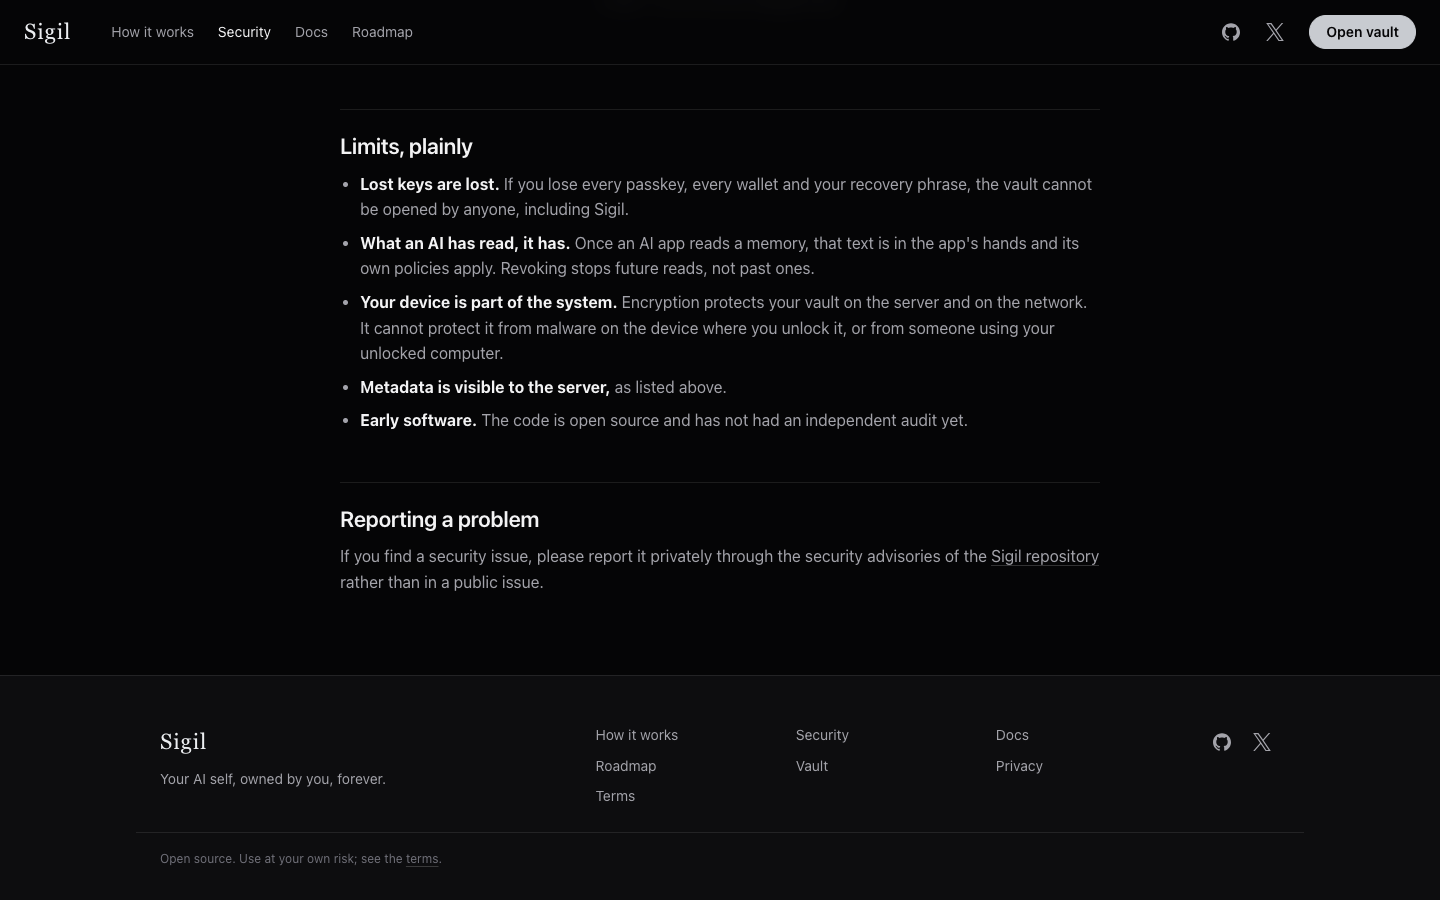 Sigil
How it works
Security
Docs
Roadmap
Open vault
Limits, plainly
• Lost keys are lost. If you lose every passkey, every wallet and your recovery phrase, the vault cannot
be opened by anyone, including Sigil.
• What an AI has read, it has. Once an AI app reads a memory, that text is in the app's hands and its
own policies apply. Revoking stops future reads, not past ones.
• Your device is part of the system. Encryption protects your vault on the server and on the network.
It cannot protect it from malware on the device where you unlock it, or from someone using your
unlocked computer.
• Metadata is visible to the server, as listed above.
• Early software. The code is open source and has not had an independent audit yet.
Reporting a problem
If you find a security issue, please report it privately through the security advisories of the Sigil repository
rather than in a public issue.
Sigil
Your AI self, owned by you, forever.
How it works
Security
Docs
Roadmap
Vault
Privacy
Terms
Open source. Use at your own risk; see the terms.